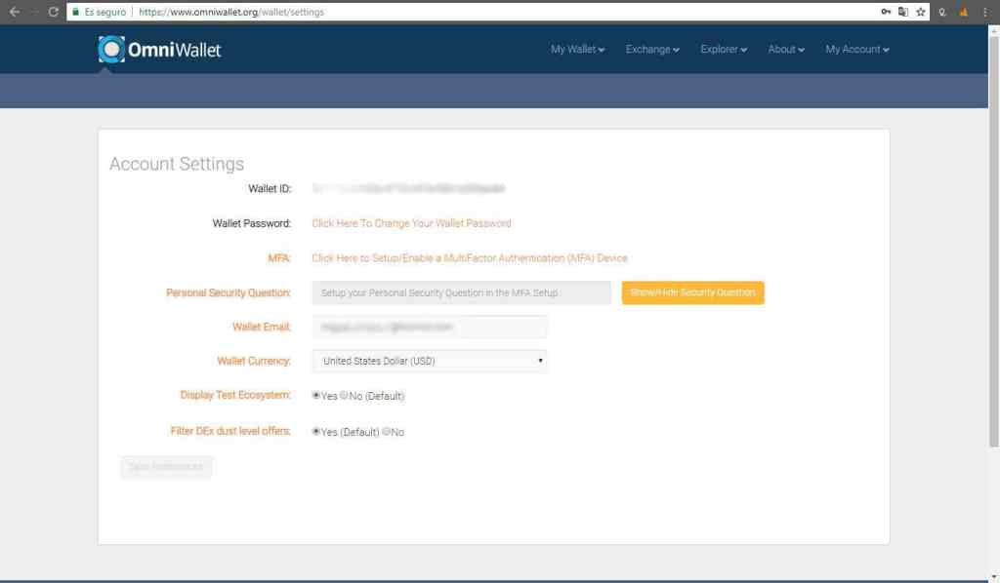 Es seguro | https://www.omniwallet.org/wallet/settings
OmniWallet
My Wallet Exchange Explorer About My Account
Account Settings
Wallet ID:
Wallet Password: Click Here To Change Your Wallet Password
MFA: Click Here to Setup/Enable a MultiFactor Authentication (MFA) Device
Personal Security Question: Setup your Personal Security Question in the MFA Setup. Show/Hide Security Question
Wallet Email:
Wallet Currency: United States Dollar (USD)
Display Test Ecosystem: Yes No (Default)
Filter DEx dust level offers: Yes (Default) No
Save Preferences